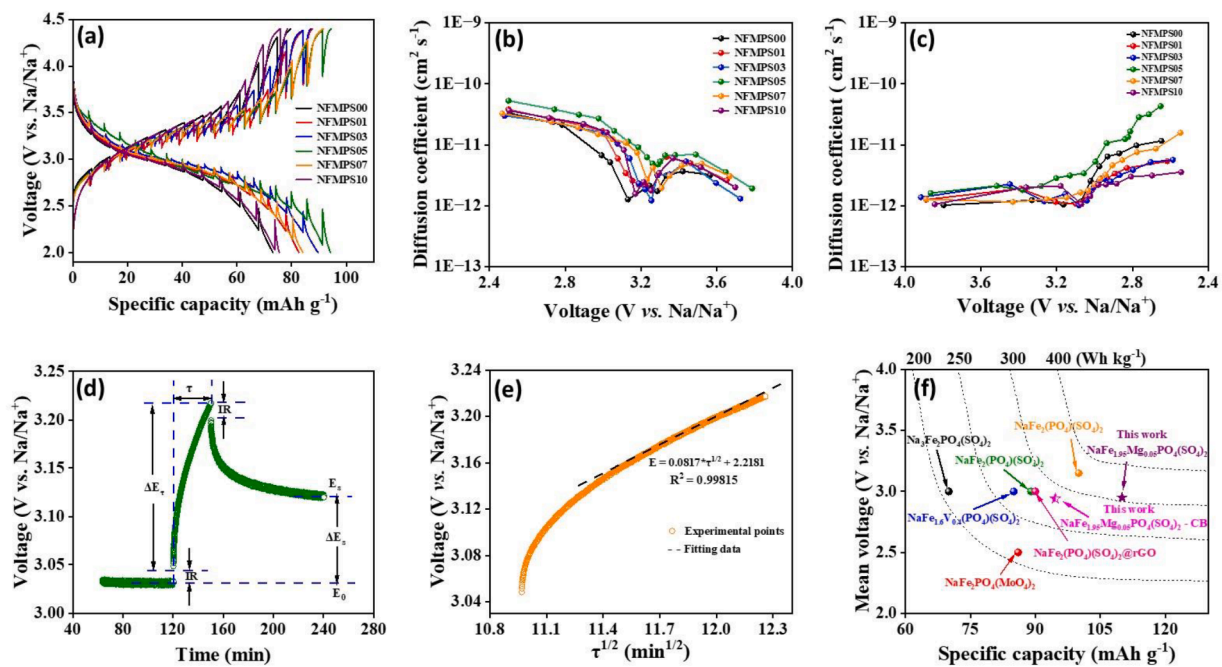 (a)
Voltage (V vs. Na/Na⁺)
4.5
4.0
3.5
3.0
2.5
2.0
0 20 40 60 80 100
Specific capacity (mAh g⁻¹)
NFMPS00
NFMPS01
NFMPS03
NFMPS05
NFMPS07
NFMPS10
(b)
Diffusion coefficient (cm² s⁻¹)
1E−9
1E−10
1E−11
1E−12
1E−13
2.4 2.8 3.2 3.6 4.0
Voltage (V vs. Na/Na⁺)
NFMPS00
NFMPS01
NFMPS03
NFMPS05
NFMPS07
NFMPS10
(c)
Diffusion coefficient ( cm² s⁻¹)
1E−9
1E−10
1E−11
1E−12
1E−13
4.0 3.6 3.2 2.8 2.4
Voltage (V vs. Na/Na⁺)
NFMPS00
NFMPS01
NFMPS03
NFMPS05
NFMPS07
NFMPS10
(d)
Voltage (V vs. Na/Na⁺)
3.25
3.20
3.15
3.10
3.05
3.00
40 80 120 160 200 240 280
Time (min)
τ
IR
ΔEτ
Es
ΔEs
IR
E₀
(e)
Voltage (V vs. Na/Na⁺)
3.24
3.20
3.16
3.12
3.08
3.04
10.8 11.1 11.4 11.7 12.0 12.3
τ¹/² (min¹/²)
E = 0.0817*τ¹/² + 2.2181
R² = 0.99815
Experimental points
Fitting data
200 250 300 400 (Wh kg⁻¹)
(f)
Mean voltage (V vs. Na/Na⁺)
4.0
3.5
3.0
2.5
2.0
60 75 90 105 120
Specific capacity (mAh g⁻¹)
NaFe₂(PO₄)(SO₄)₂
This work
NaFe₁.₉₅Mg₀.₀₅PO₄(SO₄)₂
Na₃Fe₂PO₄(SO₄)₂
NaFe₂(PO₄)(SO₄)₂
NaFe₁.₆V₀.₄(PO₄)(SO₄)₂
This work
NaFe₁.₉₅Mg₀.₀₅PO₄(SO₄)₂ - CB
NaFe₂(PO₄)(SO₄)₂@rGO
NaFe₂PO₄(MoO₄)₂